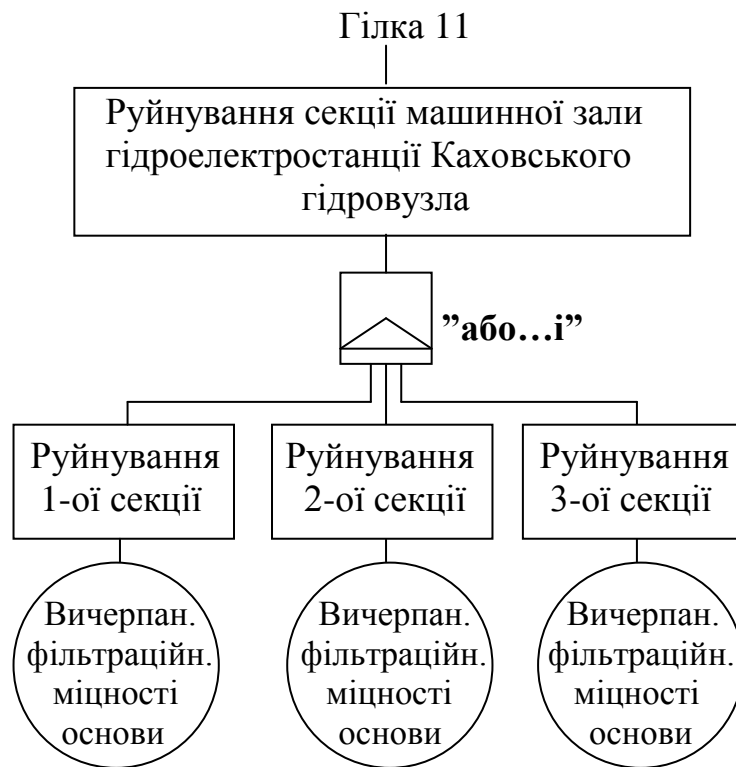 Гілка 11
Руйнування секції машинної зали
гідроелектростанції Каховського
гідровузла
”або…і”
Руйнування
1-ої секції
Руйнування
2-ої секції
Руйнування
3-ої секції
Вичерпан.
фільтраційн.
міцності
основи
Вичерпан.
фільтраційн.
міцності
основи
Вичерпан.
фільтраційн.
міцності
основи